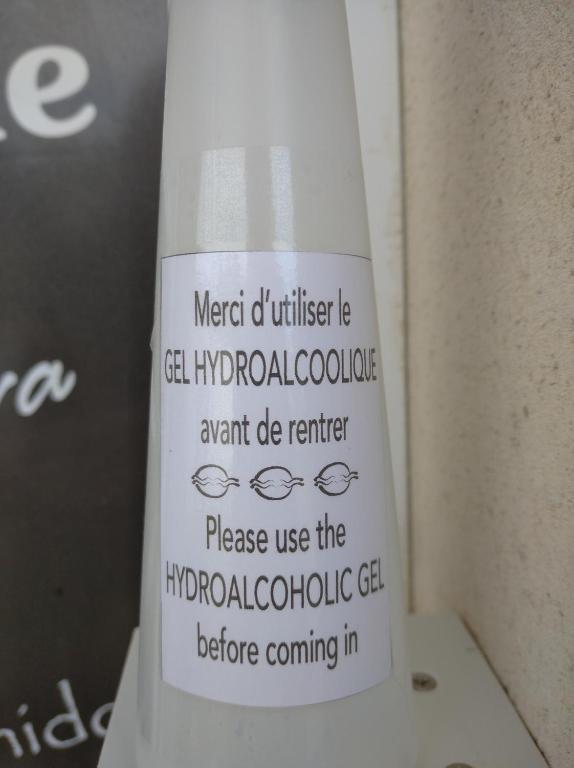 Merci d'utiliser le
GEL HYDROALCOOLIQUE
avant de rentrer
Please use the
HYDROALCOHOLIC GEL
before coming in